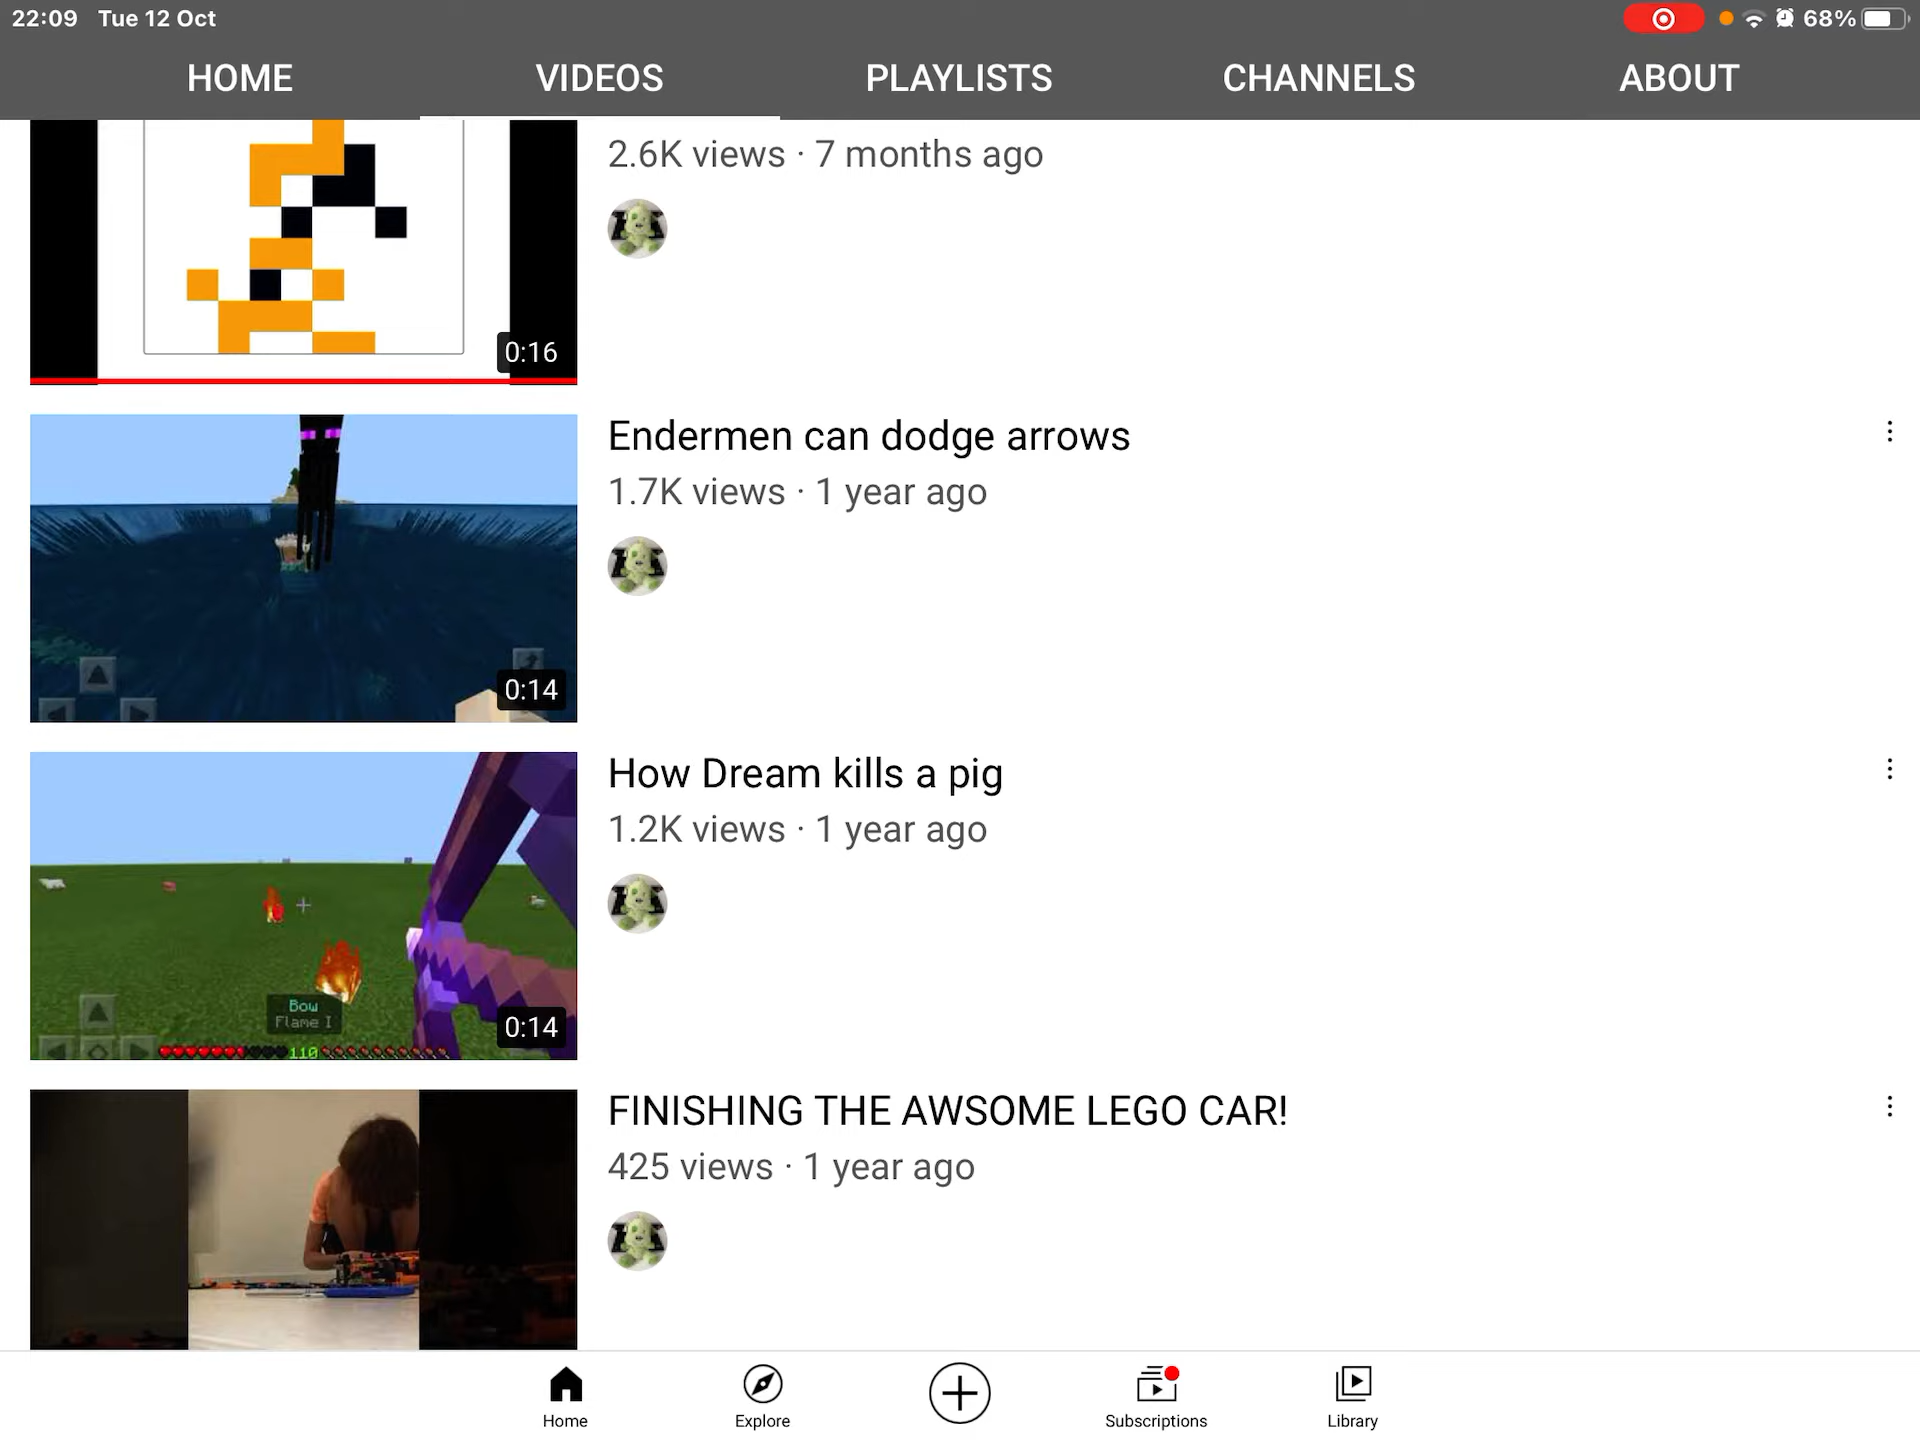 22:09 Tue 12 Oct 68%
HOME VIDEOS PLAYLISTS CHANNELS ABOUT
2.6K views · 7 months ago
0:16
Endermen can dodge arrows
1.7K views · 1 year ago
0:14
How Dream kills a pig
1.2K views · 1 year ago
Bow
Flame I
0:14
110
FINISHING THE AWSOME LEGO CAR!
425 views · 1 year ago
Home Explore Subscriptions Library